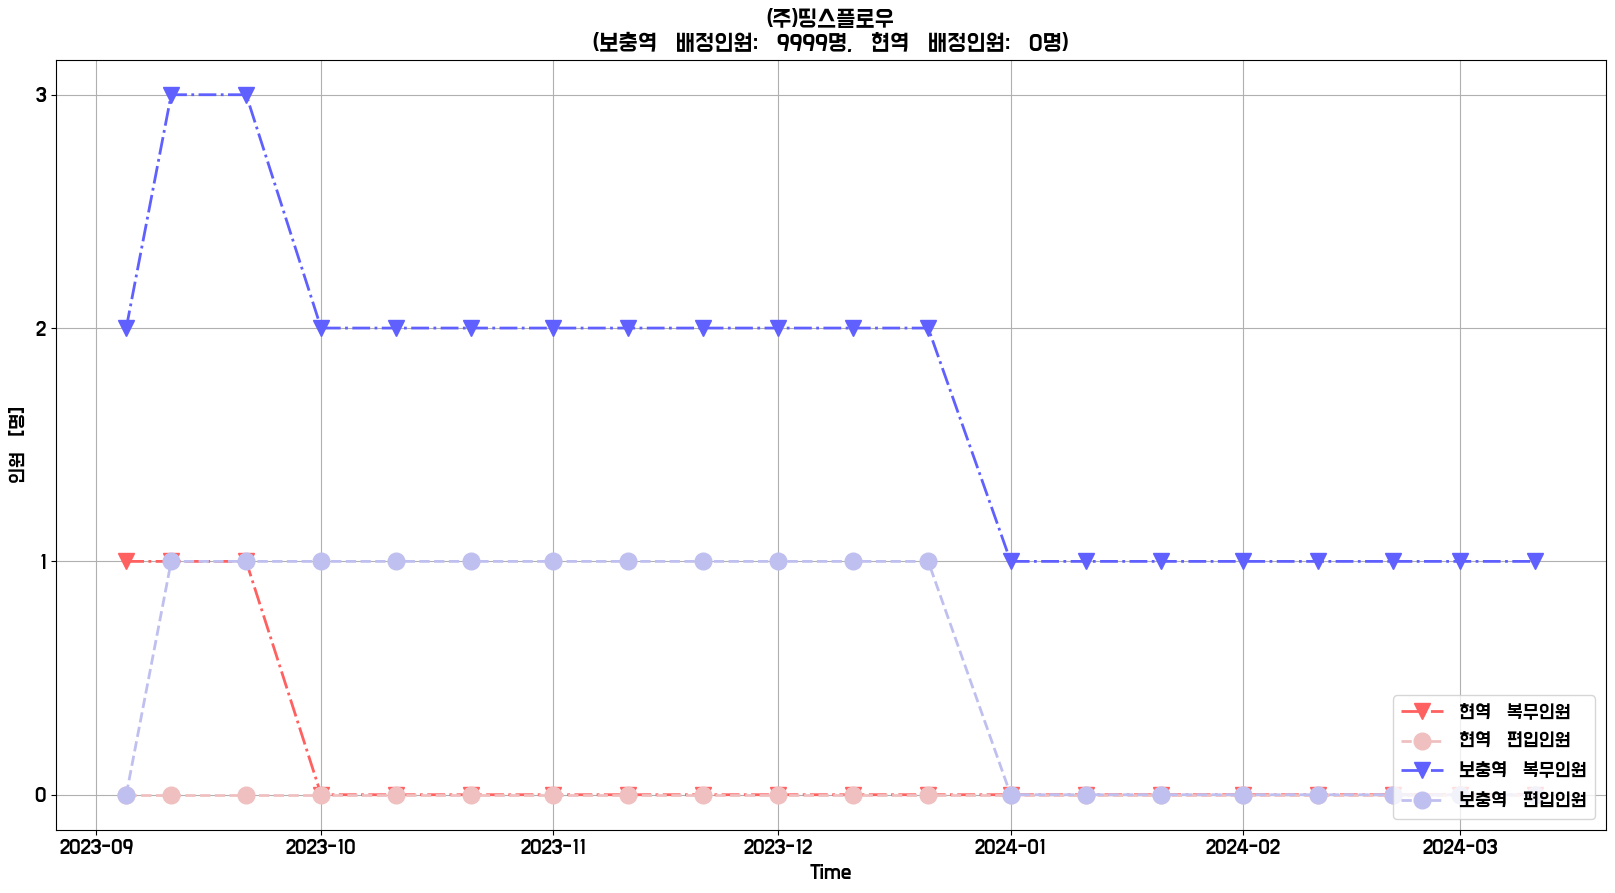 (주)띵스플로우
(보충역 배정인원: 9999명, 현역 배정인원: 0명)
3
2
1
0
인원 [명]
2023-09 2023-10 2023-11 2023-12 2024-01 2024-02 2024-03
Time
현역 복무인원
현역 편입인원
보충역 복무인원
보충역 편입인원